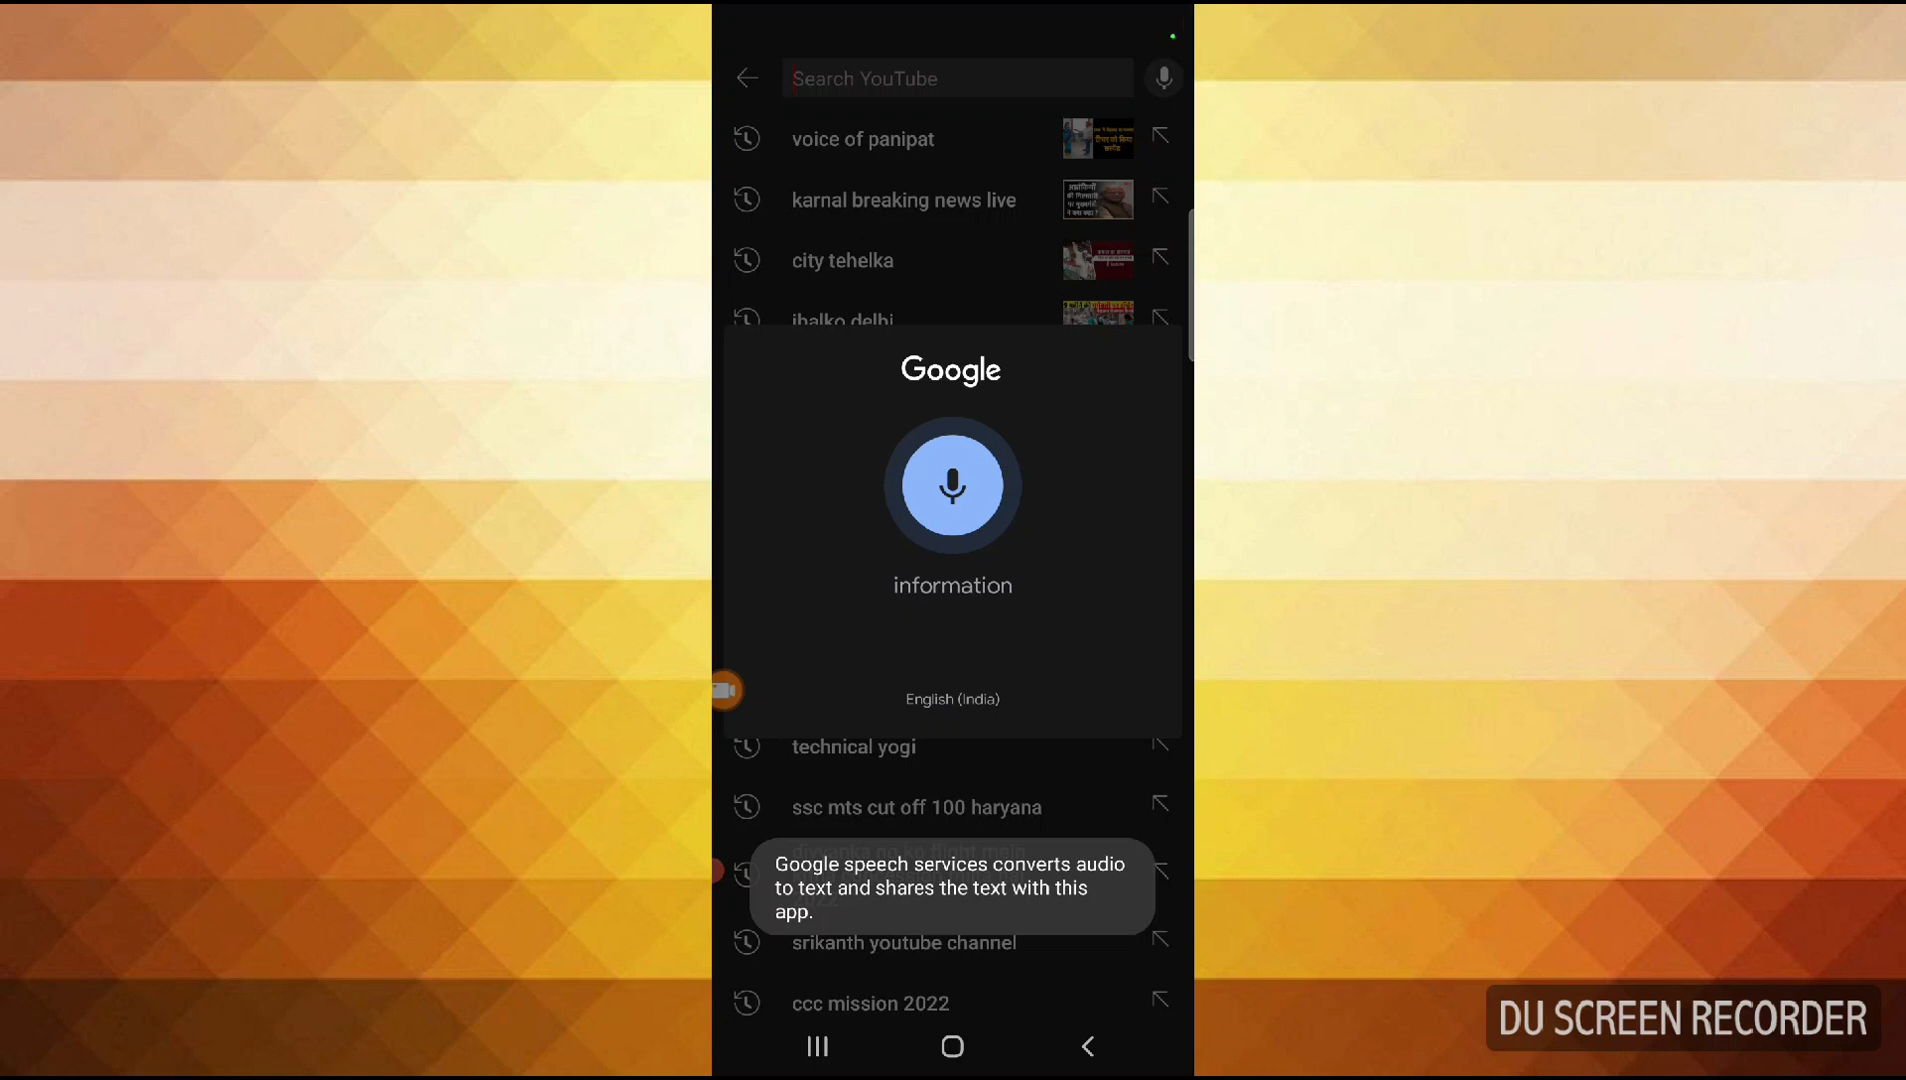 Search YouTube
voice of panipat
karnal breaking news live
city tehelka
jhalko delhi
Google
information
English (India)
technical yogi
ssc mts cut off 100 haryana
Google speech services converts audio
to text and shares the text with this
app.
srikanth youtube channel
ccc mission 2022
DU SCREEN RECORDER